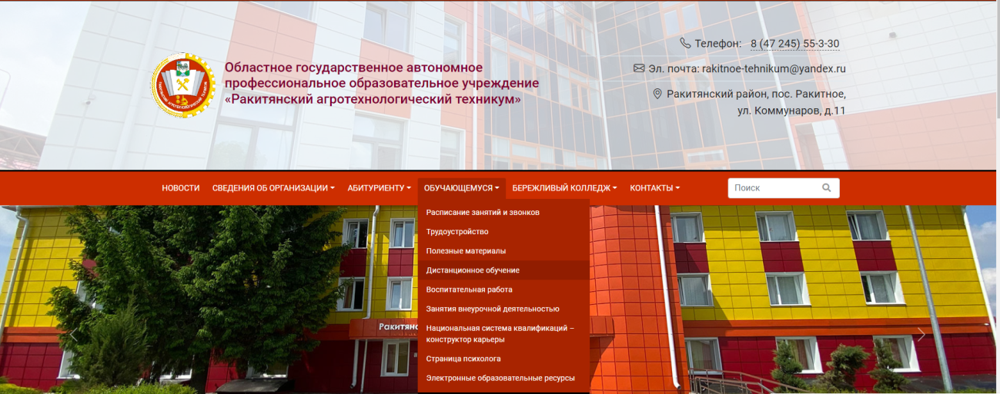 Телефон: 8 (47 245) 55-3-30
Областное государственное автономное
профессиональное образовательное учреждение
«Ракитянский агротехнологический техникум»
Эл. почта: rakitnoe-tehnikum@yandex.ru
Ракитянский район, пос. Ракитное,
ул. Коммунаров, д.11
НОВОСТИ СВЕДЕНИЯ ОБ ОРГАНИЗАЦИИ АБИТУРИЕНТУ ОБУЧАЮЩЕМУСЯ БЕРЕЖЛИВЫЙ КОЛЛЕДЖ КОНТАКТЫ Поиск
Расписание занятий и звонков
Трудоустройство
Полезные материалы
Дистанционное обучение
Воспитательная работа
Занятия внеурочной деятельностью
Национальная система квалификаций –
конструктор карьеры
Страница психолога
Электронные образовательные ресурсы